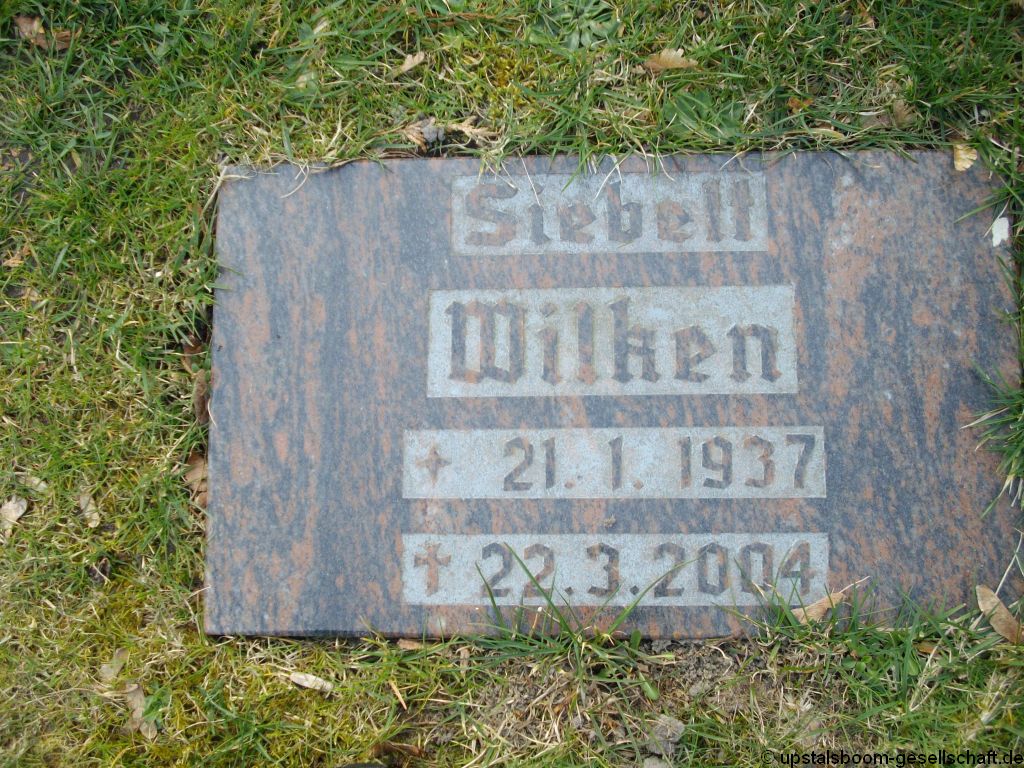 Siebelt
Wilken
✦ 21. 1. 1937
✝ 22.3.2004
© upstalsboom-gesellschaft.de